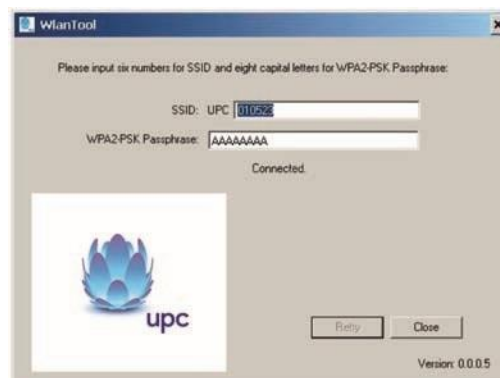 WlanTool
Please input six numbers for SSID and eight capital letters for WPA2-PSK Passphrase:
SSID: UPC 010523
WPA2-PSK Passphrase: AAAAAAAA
Connected.
upc
Retry Close
Version: 0.0.0.5